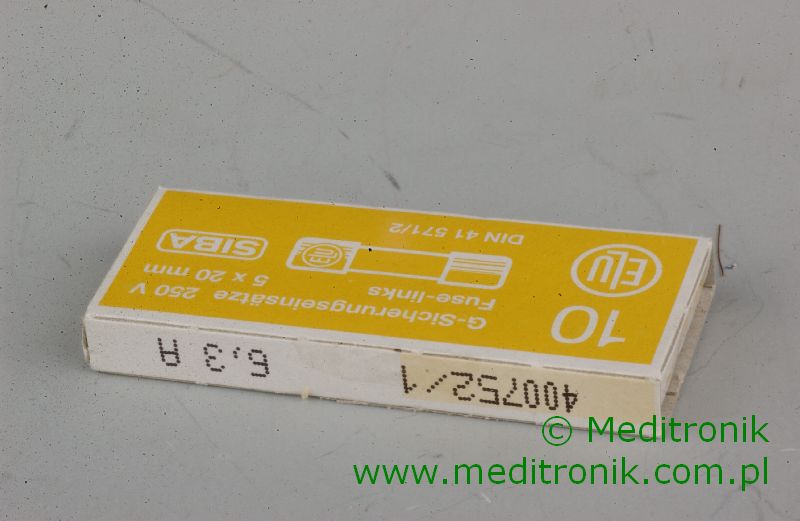 10
ELU
G-Sicherungseinsätze 250 V
Fuse-links 5 x 20 mm
SIBA
DIN 41 571/2
400752/1 6,3 A
© Meditronik
www.meditronik.com.pl